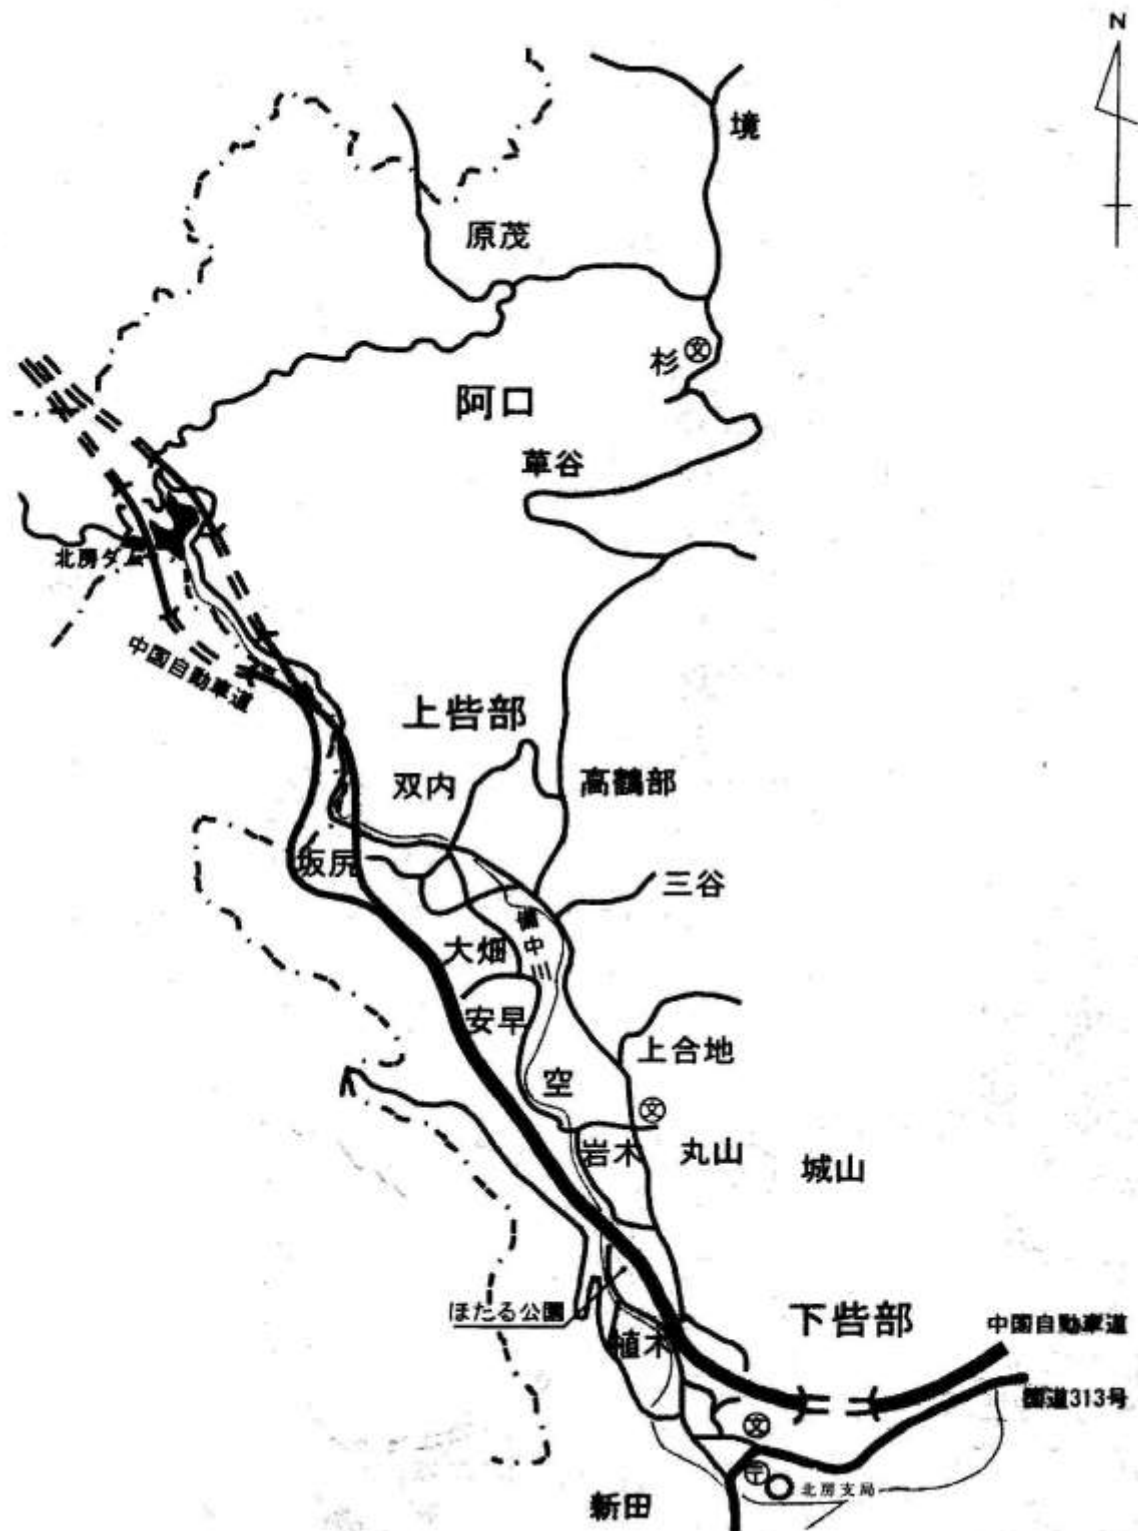 N
境
原茂
杉
文
阿口
草谷
北房ダム
中国自動車道
上呰部
双内
高鶴部
坂尻
三谷
備中川
大畑
安早
上合地
空
文
岩木
丸山
城山
ほたる公園
下呰部
中国自動車道
植木
国道313号
文
〒
北房支局
新田